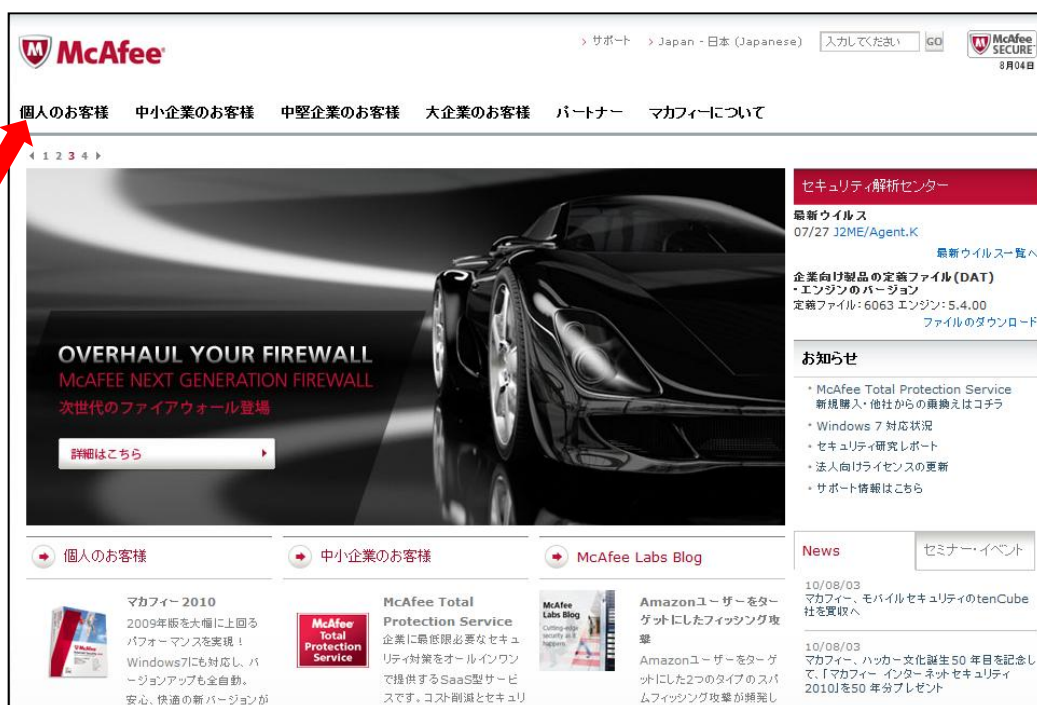 McAfee
サポート
Japan - 日本 (Japanese)
入力してください
GO
McAfee
SECURE
8月04日
個人のお客様
中小企業のお客様
中堅企業のお客様
大企業のお客様
パートナー
マカフィーについて
1 2 3 4
OVERHAUL YOUR FIREWALL
McAFEE NEXT GENERATION FIREWALL
次世代のファイアウォール登場
詳細はこちら
セキュリティ解析センター
最新ウイルス
07/27 J2ME/Agent.K
最新ウイルス一覧へ
企業向け製品の定義ファイル(DAT)
・エンジンのバージョン
定義ファイル:6063 エンジン:5.4.00
ファイルのダウンロード
お知らせ
・McAfee Total Protection Service
新規購入・他社からの乗換えはコチラ
・Windows 7 対応状況
・セキュリティ研究レポート
・法人向けライセンスの更新
・サポート情報はこちら
個人のお客様
マカフィー 2010
2009年版を大幅に上回る
パフォーマンスを実現!
Windows7にも対応し、バ
ージョンアップも全自動。
安心、快適の新バージョンが
中小企業のお客様
McAfee
Total
Protection
Service
McAfee Total
Protection Service
企業に最低限必要なセキュ
リティ対策をオールインワン
で提供するSaaS型サービ
スです。コスト削減とセキュリ
McAfee Labs Blog
McAfee
Labs Blog
Cutting-edge
security as it
happens.
Amazonユーザーをター
ゲットにしたフィッシング攻
撃
Amazonユーザーをターゲ
ットにした2つのタイプのスパ
ムフィッシング攻撃が頻発し
News
セミナー・イベント
10/08/03
マカフィー、モバイルセキュリティのtenCube
社を買収へ
10/08/03
マカフィー、ハッカー文化誕生50 年目を記念し
て、「マカフィー インターネットセキュリティ
2010」を50 年分プレゼント